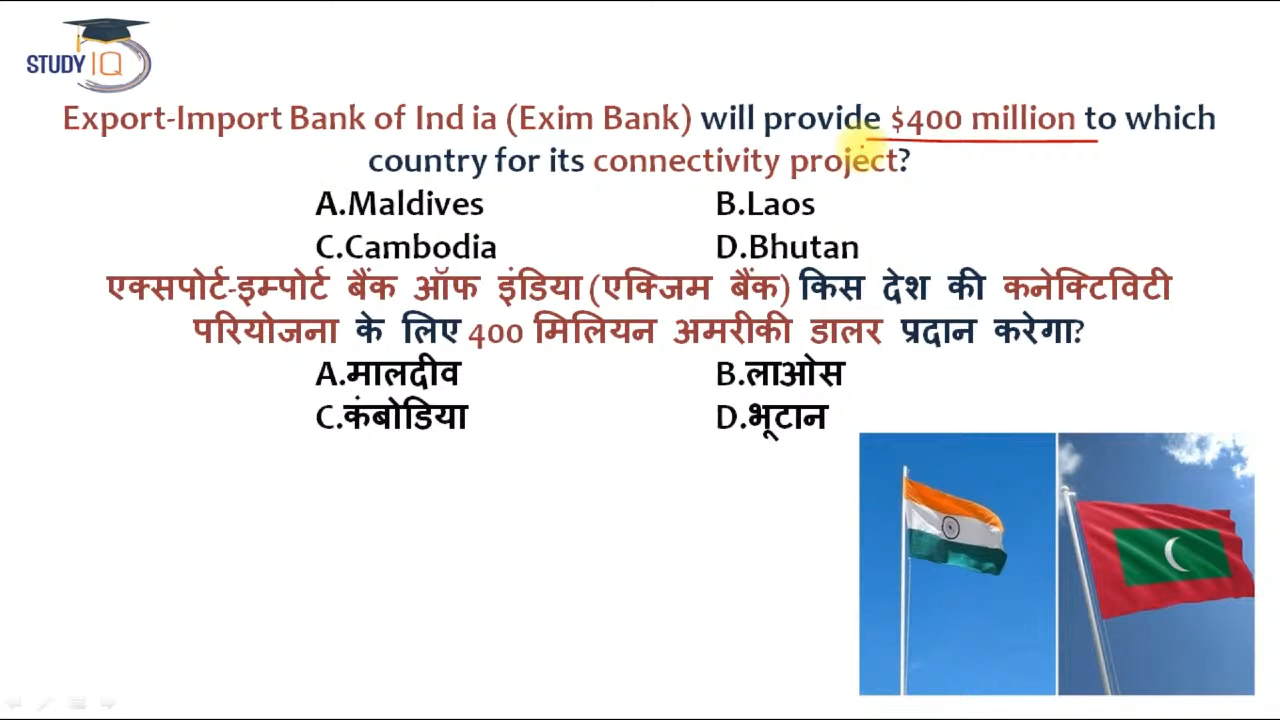 STUDY IQ
Export-Import Bank of Ind ia (Exim Bank) will provide $400 million to which
country for its connectivity project?
A.Maldives B.Laos
C.Cambodia D.Bhutan
एक्सपोर्ट-इम्पोर्ट बैंक ऑफ इंडिया (एक्जिम बैंक) किस देश की कनेक्टिविटी
परियोजना के लिए 400 मिलियन अमरीकी डालर प्रदान करेगा?
A.मालदीव B.लाओस
C.कंबोडिया D.भूटान